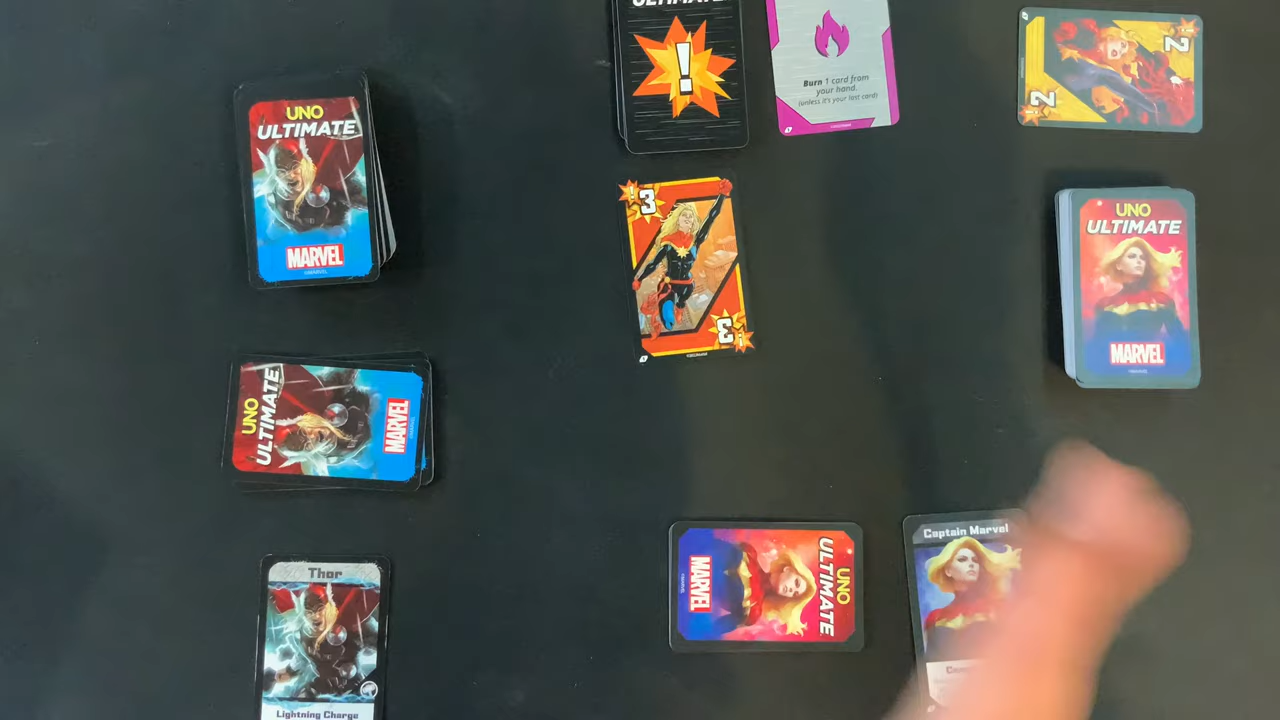 UNO
ULTIMATE
MARVEL
ULTIMATE
!
Burn 1 card from
your hand.
(unless it's your last card)
2
2
3
3
UNO
ULTIMATE
MARVEL
UNO
ULTIMATE
MARVEL
UNO
ULTIMATE
MARVEL
Captain Marvel
Thor
Lightning Charge